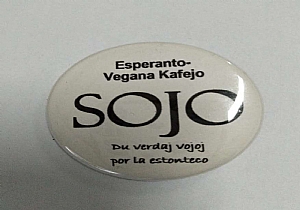 Esperanto-
Vegana Kafejo
SOJO
Du verdaj vojoj
por la estonteco